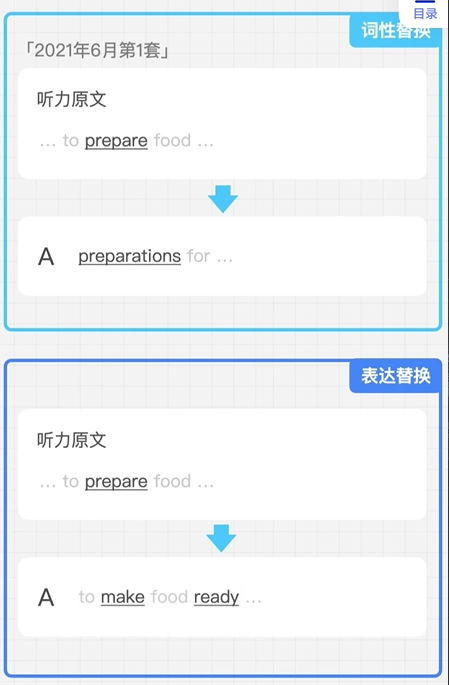 目录
词性替换
「2021年6月第1套」
听力原文
... to prepare food ...
A preparations for ...
表达替换
听力原文
... to prepare food ...
A to make food ready ...